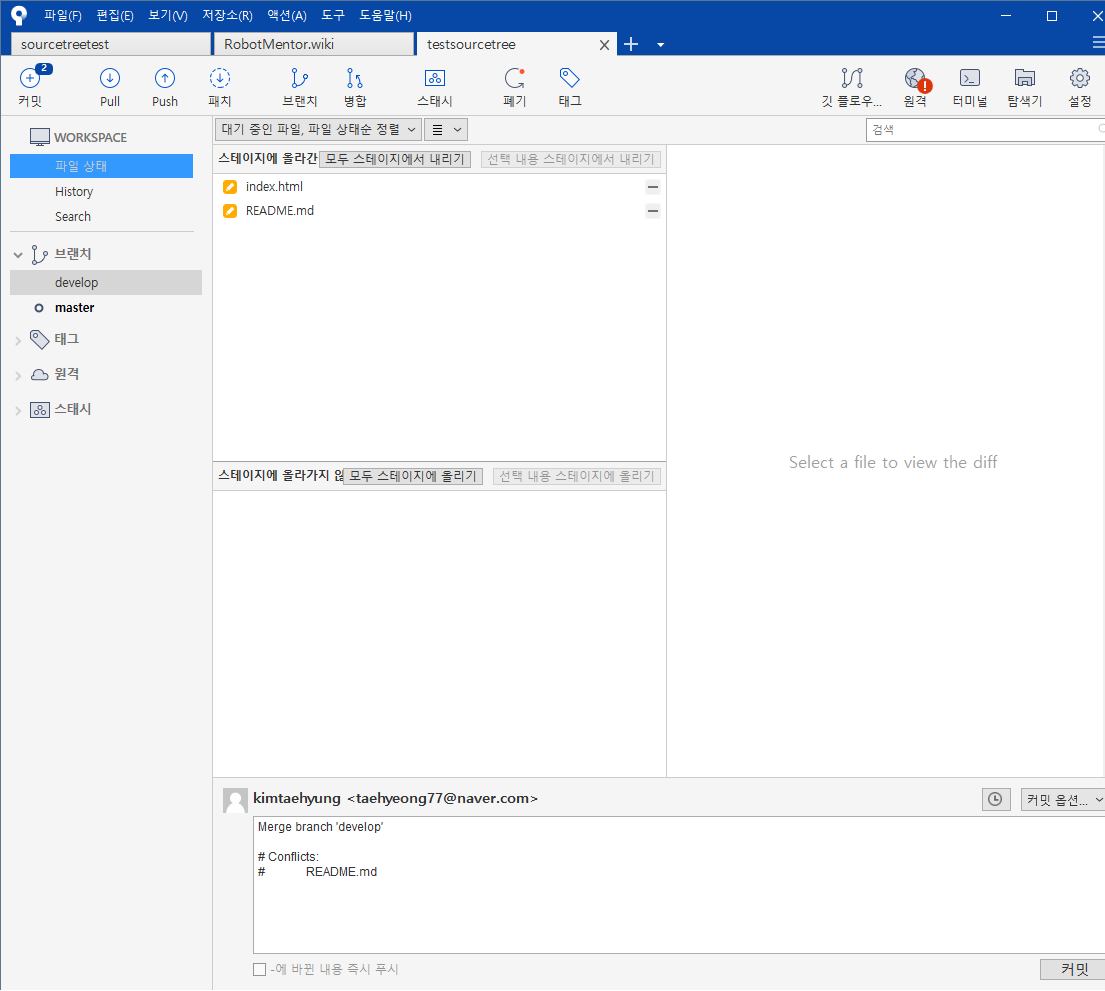 파일(F) 편집(E) 보기(V) 저장소(R) 액션(A) 도구 도움말(H)
sourcetreetest RobotMentor.wiki testsourcetree
2
커밋 Pull Push 패치 브랜치 병합 스태시 폐기 태그 깃 플로우... 원격 터미널 탐색기 설정
WORKSPACE
파일 상태
History
Search
브랜치
develop
master
태그
원격
스태시
대기 중인 파일, 파일 상태순 정렬
검색
스테이지에 올라간 모두 스테이지에서 내리기 선택 내용 스테이지에서 내리기
index.html
README.md
스테이지에 올라가지 않 모두 스테이지에 올리기 선택 내용 스테이지에 올리기
Select a file to view the diff
kimtaehyung <taehyeong77@naver.com>
커밋 옵션...
Merge branch 'develop'
# Conflicts:
# README.md
-에 바뀐 내용 즉시 푸시
커밋